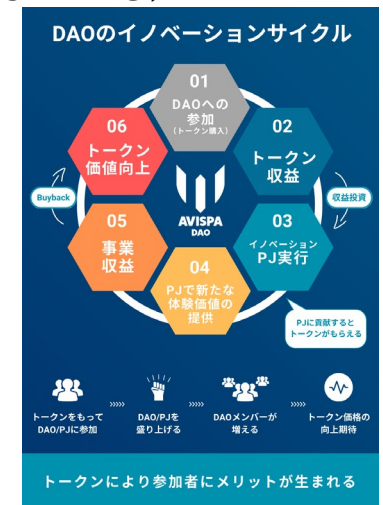 DAOのイノベーションサイクル
01
DAOへの
参加
(トークン購入)
02
トークン
収益
03
イノベーション
PJ実行
04
PJで新たな
体験価値の
提供
05
事業
収益
06
トークン
価値向上
AVISPA
DAO
Buyback
収益投資
PJに貢献すると
トークンがもらえる
トークンをもって
DAO/PJに参加
»»»
DAO/PJを
盛り上げる
»»»
DAOメンバーが
増える
»»»
トークン価格の
向上期待
トークンにより参加者にメリットが生まれる